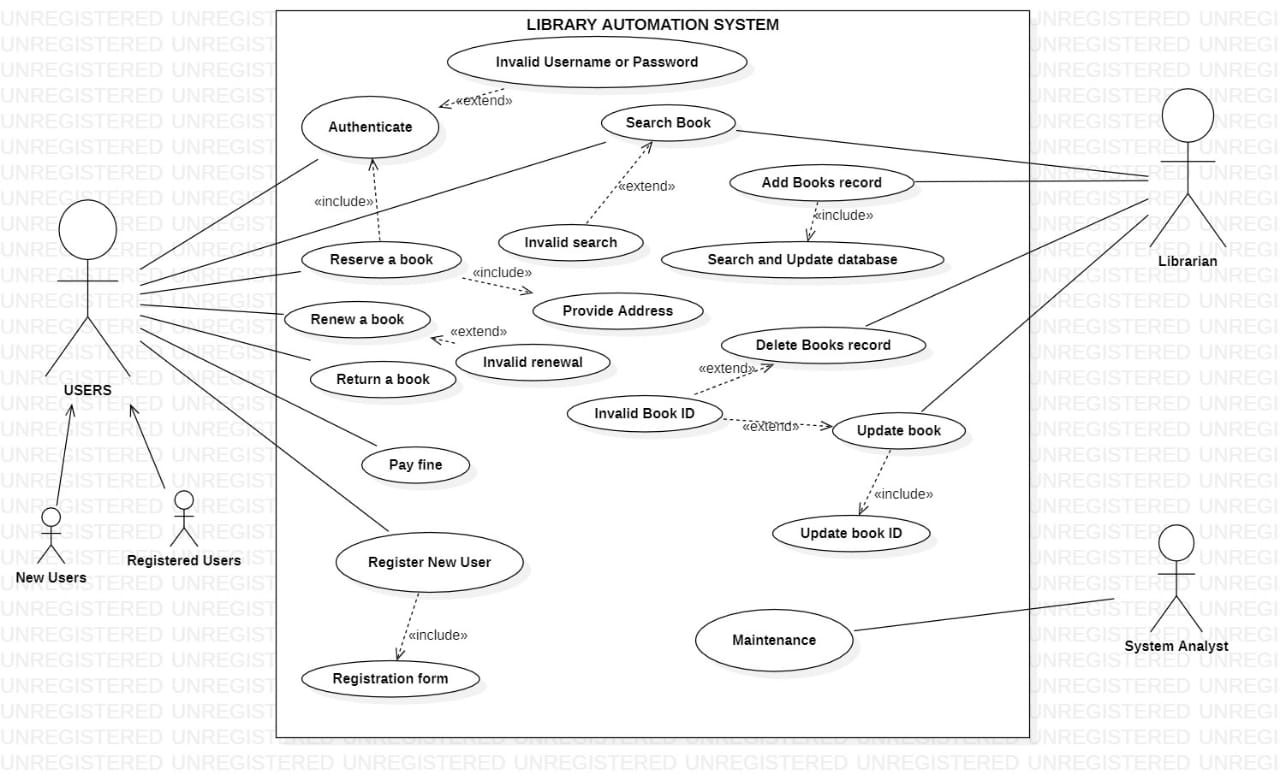 LIBRARY AUTOMATION SYSTEM
Invalid Username or Password
«extend»
Authenticate
Search Book
«extend»
Add Books record
«include»
«include»
Invalid search
Librarian
Reserve a book
Search and Update database
«include»
Provide Address
Renew a book
«extend»
Delete Books record
Invalid renewal
«extend»
Return a book
USERS
Invalid Book ID
«extend»
Update book
Pay fine
«include»
Update book ID
New Users
Registered Users
Register New User
«include»
Maintenance
System Analyst
Registration form
UNREGISTERED UNREGISTERED